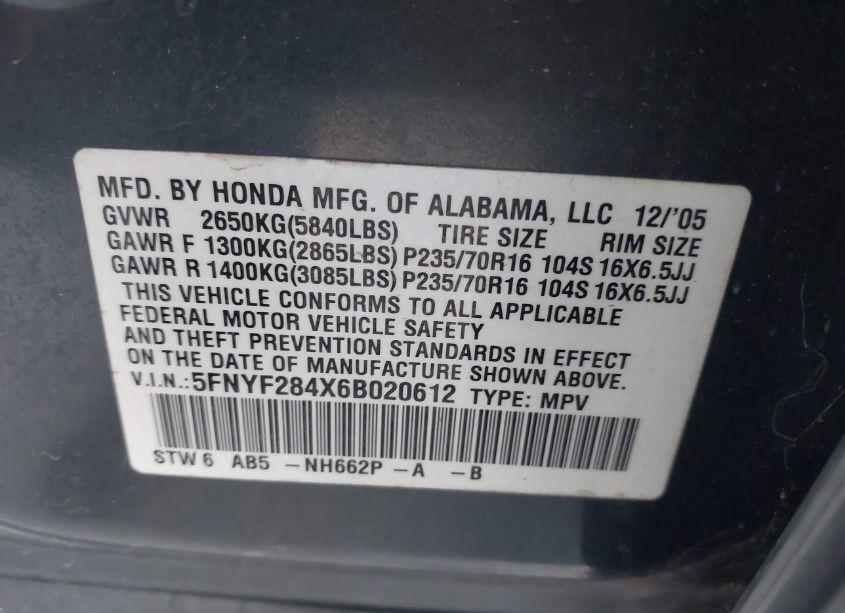 MFD. BY HONDA MFG. OF ALABAMA, LLC 12/'05
GVWR 2650KG(5840LBS) TIRE SIZE RIM SIZE
GAWR F 1300KG(2865LBS) P235/70R16 104S 16X6.5JJ
GAWR R 1400KG(3085LBS) P235/70R16 104S 16X6.5JJ
THIS VEHICLE CONFORMS TO ALL APPLICABLE
FEDERAL MOTOR VEHICLE SAFETY
AND THEFT PREVENTION STANDARDS IN EFFECT
ON THE DATE OF MANUFACTURE SHOWN ABOVE.
V.I.N.:5FNYF284X6B020612 TYPE: MPV
STW6 AB5 -NH662P -A -B